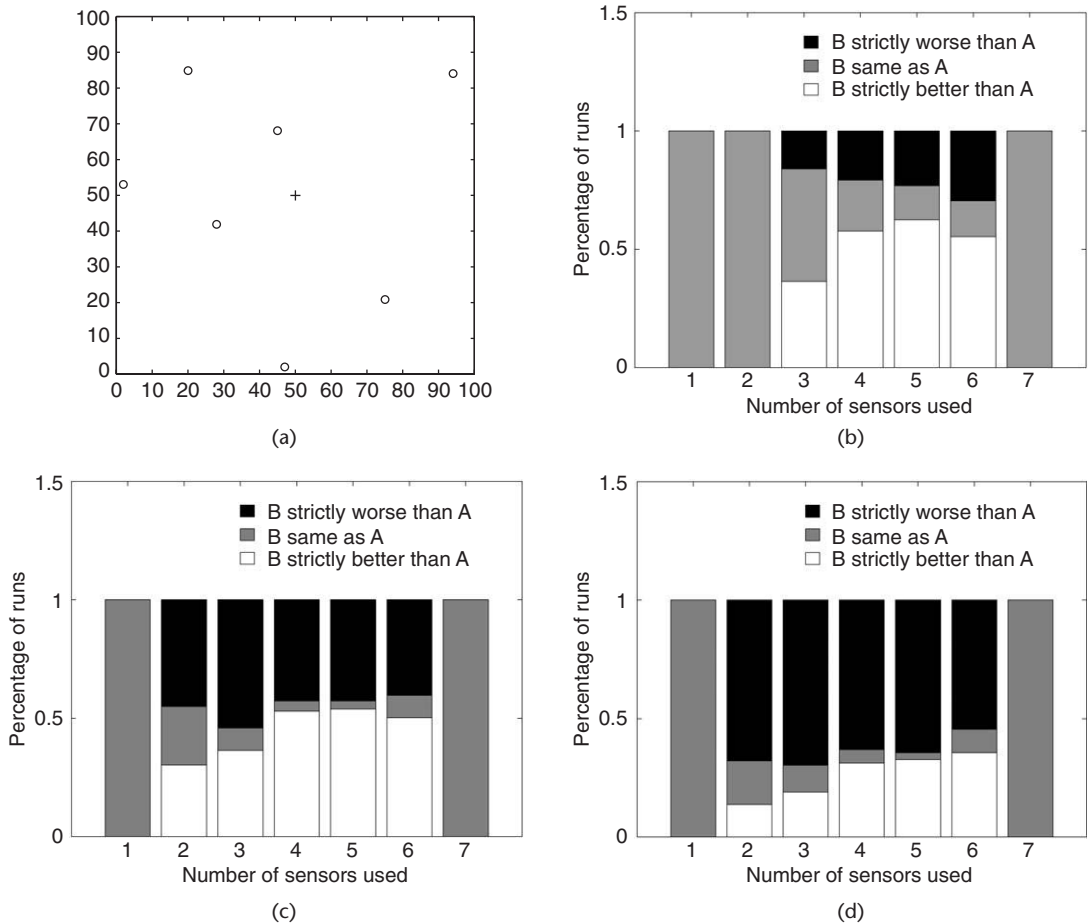 100
90
80
70
60
50
40
30
20
10
0
0 10 20 30 40 50 60 70 80 90 100
(a)
1.5
1
0.5
0
Percentage of runs
B strictly worse than A
B same as A
B strictly better than A
1 2 3 4 5 6 7
Number of sensors used
(b)
1.5
1
0.5
0
Percentage of runs
B strictly worse than A
B same as A
B strictly better than A
1 2 3 4 5 6 7
Number of sensors used
(c)
1.5
1
0.5
0
Percentage of runs
B strictly worse than A
B same as A
B strictly better than A
1 2 3 4 5 6 7
Number of sensors used
(d)